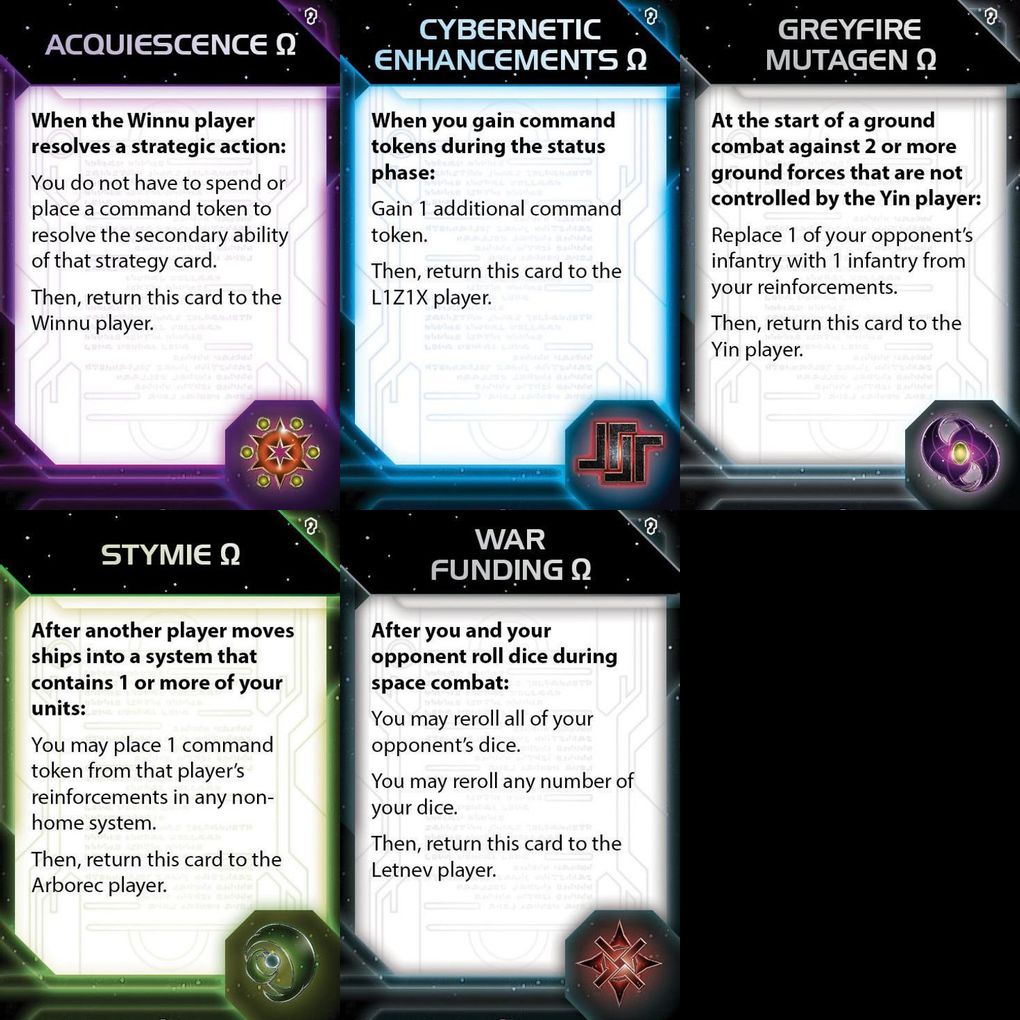 ACQUIESCENCE Ω
When the Winnu player
resolves a strategic action:
You do not have to spend or
place a command token to
resolve the secondary ability
of that strategy card.
Then, return this card to the
Winnu player.
CYBERNETIC
ENHANCEMENTS Ω
When you gain command
tokens during the status
phase:
Gain 1 additional command
token.
Then, return this card to the
L1Z1X player.
GREYFIRE
MUTAGEN Ω
At the start of a ground
combat against 2 or more
ground forces that are not
controlled by the Yin player:
Replace 1 of your opponent’s
infantry with 1 infantry from
your reinforcements.
Then, return this card to the
Yin player.
STYMIE Ω
After another player moves
ships into a system that
contains 1 or more of your
units:
You may place 1 command
token from that player’s
reinforcements in any non-
home system.
Then, return this card to the
Arborec player.
WAR
FUNDING Ω
After you and your
opponent roll dice during
space combat:
You may reroll all of your
opponent’s dice.
You may reroll any number of
your dice.
Then, return this card to the
Letnev player.